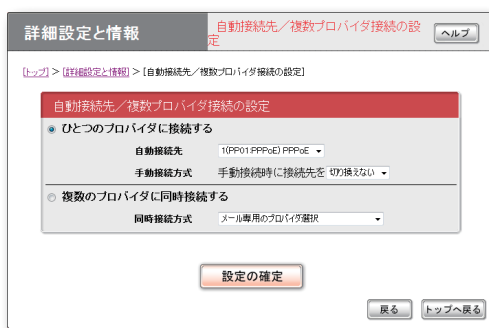 詳細設定と情報
自動接続先／複数プロバイダ接続の設定
ヘルプ
[トップ] > [詳細設定と情報] > [自動接続先／複数プロバイダ接続の設定]
自動接続先／複数プロバイダ接続の設定
ひとつのプロバイダに接続する
自動接続先 1(PP01:PPPoE) PPPoE
手動接続方式 手動接続時に接続先を 切り換えない
複数のプロバイダに同時接続する
同時接続方式 メール専用のプロバイダ選択
設定の確定
戻る トップへ戻る